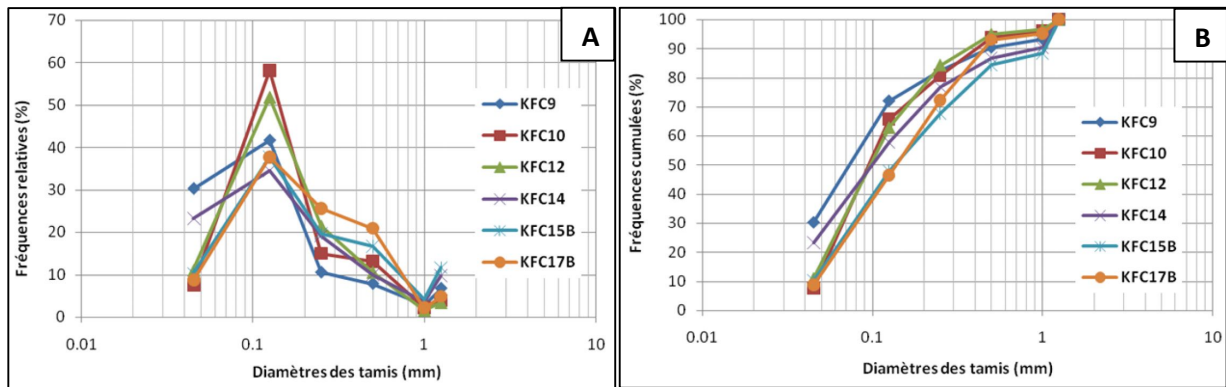 A
70
60
50
40
30
20
10
0
Fréquences relatives (%)
KFC9
KFC10
KFC12
KFC14
KFC15B
KFC17B
0.01
0.1
1
10
Diamètres des tamis (mm)
B
100
90
80
70
60
50
40
30
20
10
0
Fréquences cumulées (%)
KFC9
KFC10
KFC12
KFC14
KFC15B
KFC17B
0.01
0.1
1
10
Diamètres des tamis (mm)